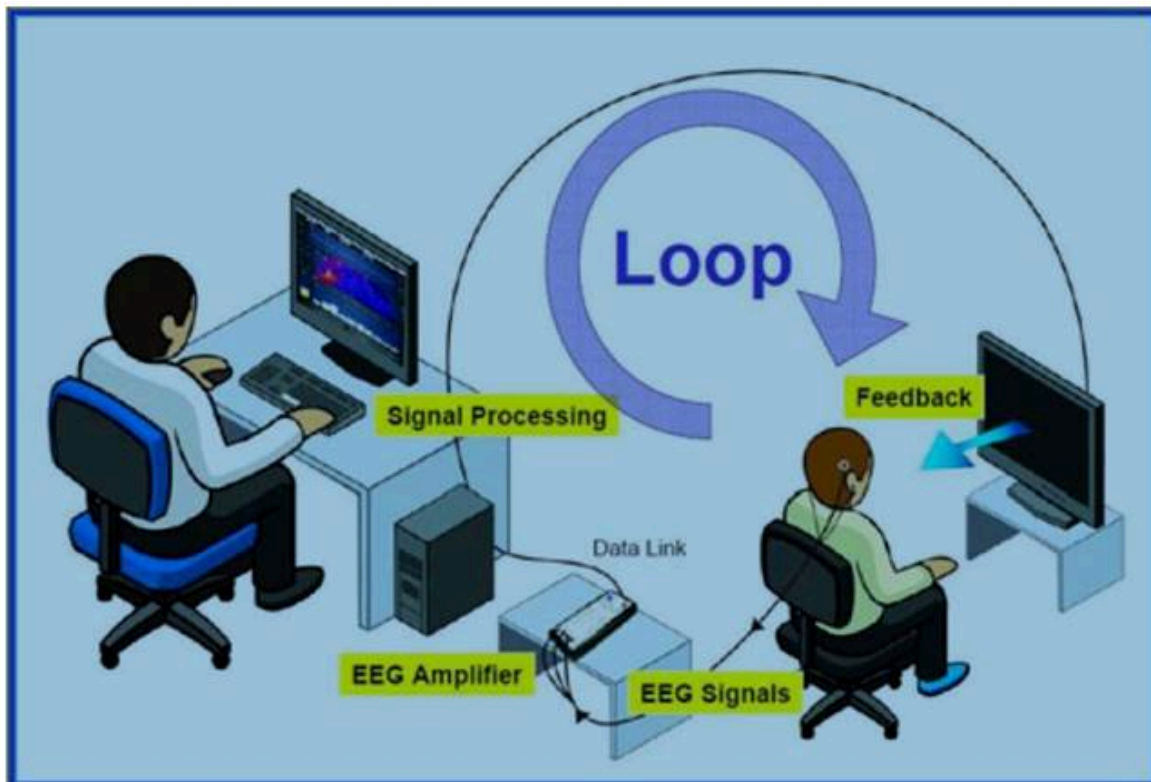 Loop
Feedback
Signal Processing
Data Link
EEG Amplifier
EEG Signals